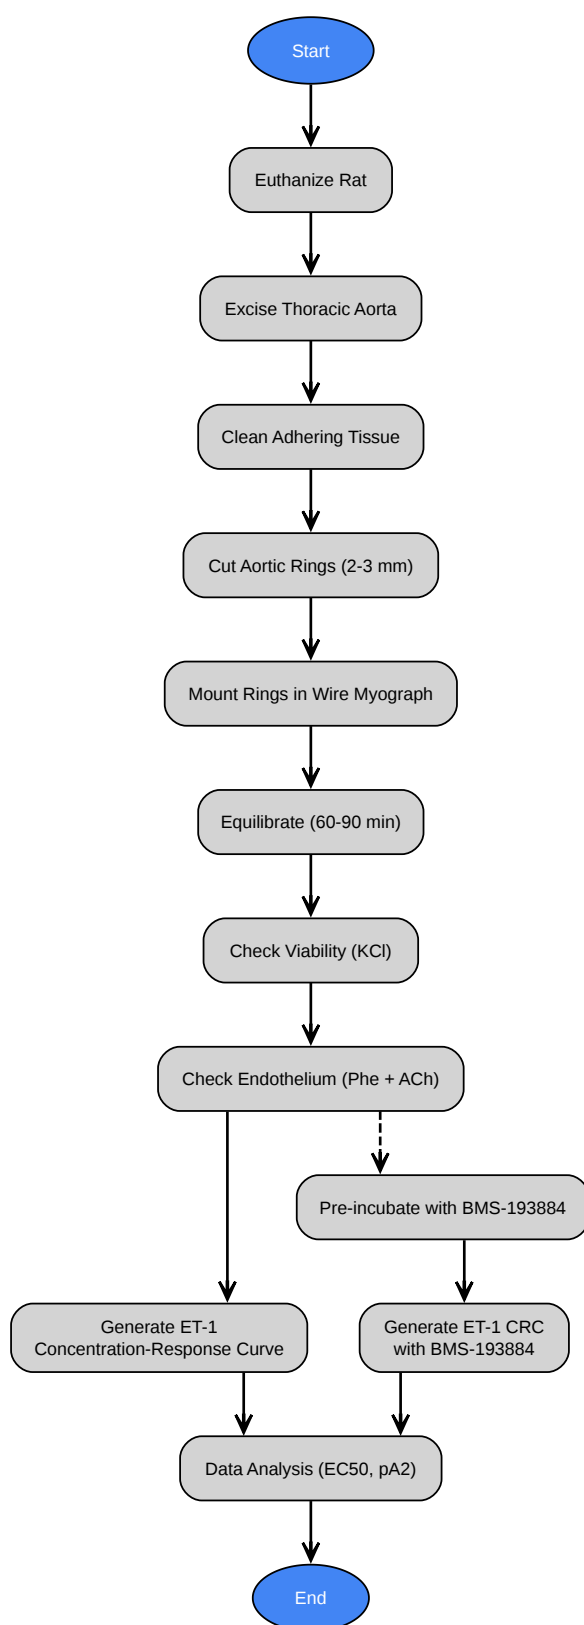 Start
Euthanize Rat
Excise Thoracic Aorta
Clean Adhering Tissue
Cut Aortic Rings (2-3 mm)
Mount Rings in Wire Myograph
Equilibrate (60-90 min)
Check Viability (KCl)
Check Endothelium (Phe + ACh)
Pre-incubate with BMS-193884
Generate ET-1
Concentration-Response Curve
Generate ET-1 CRC
with BMS-193884
Data Analysis (EC50, pA2)
End